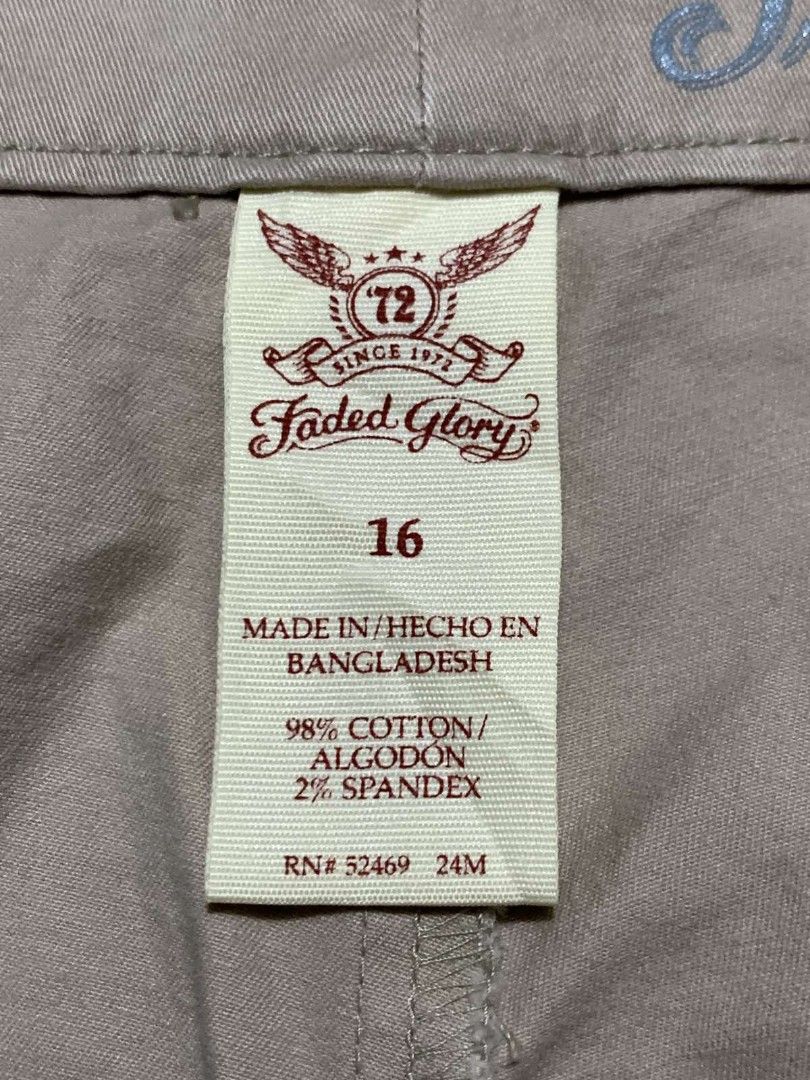 '72
SINCE 1972
Faded Glory®
16
MADE IN/HECHO EN
BANGLADESH
98% COTTON/
ALGODÓN
2% SPANDEX
RN# 52469 24M